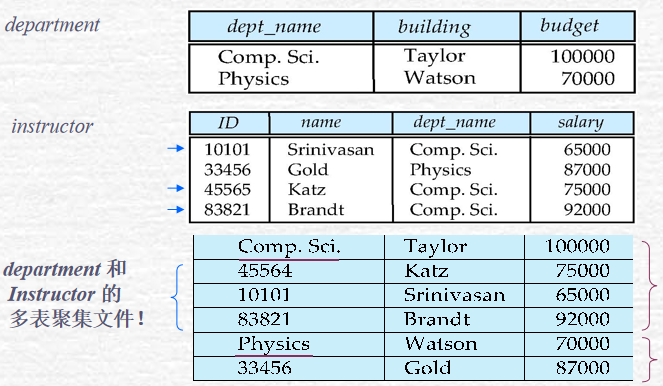 department
dept_name building budget
Comp. Sci. Taylor 100000
Physics Watson 70000
instructor
ID name dept_name salary
10101 Srinivasan Comp. Sci. 65000
33456 Gold Physics 87000
45565 Katz Comp. Sci. 75000
83821 Brandt Comp. Sci. 92000
department 和
Instructor 的
多表聚集文件！
Comp. Sci. Taylor 100000
45564 Katz 75000
10101 Srinivasan 65000
83821 Brandt 92000
Physics Watson 70000
33456 Gold 87000